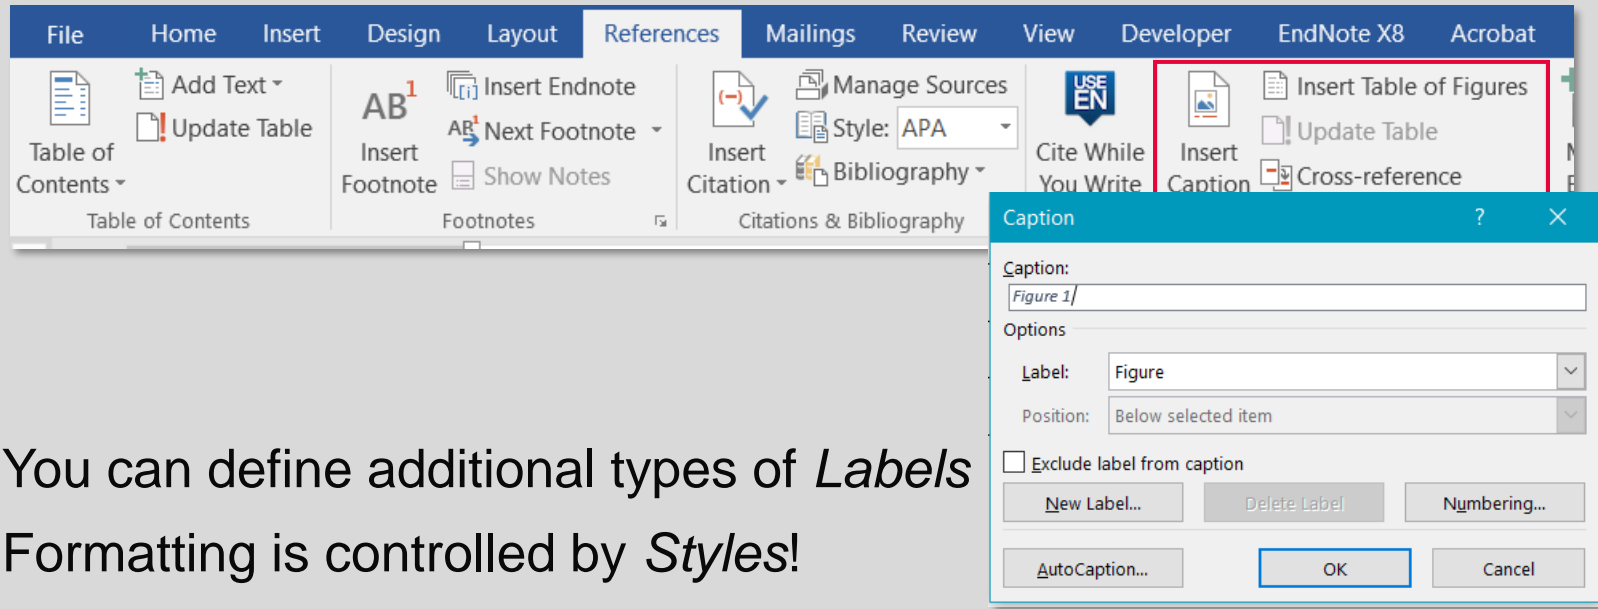 File Home Insert Design Layout References Mailings Review View Developer EndNote X8 Acrobat
Table of
Contents
Add Text
Update Table
Table of Contents
AB1
Insert
Footnote
[i] Insert Endnote
AB1 Next Footnote
Show Notes
Footnotes
(-)
Insert
Citation
Manage Sources
Style: APA
Bibliography
Citations & Bibliography
USE
EN
Cite While
You Write
Insert
Caption
Insert Table of Figures
Update Table
Cross-reference
Caption ? ×
Caption:
Figure 1
Options
Label: Figure
Position: Below selected item
Exclude label from caption
New Label... Delete Label Numbering...
AutoCaption... OK Cancel
You can define additional types of Labels
Formatting is controlled by Styles!